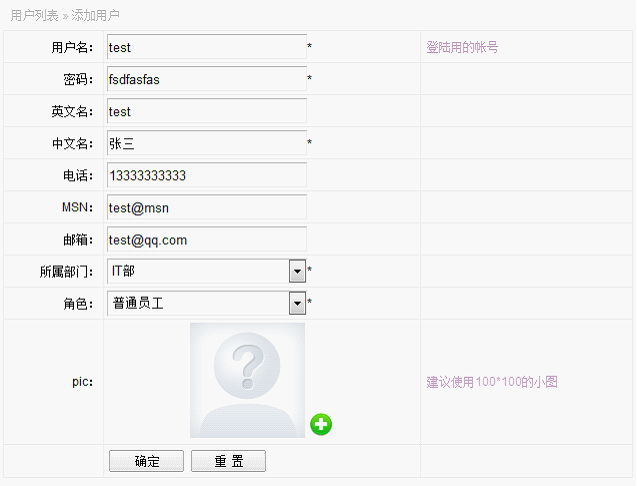 用户列表 » 添加用户
用户名： test * 登陆用的帐号
密码： fsdfasfas *
英文名： test
中文名： 张三 *
电话： 13333333333
MSN： test@msn
邮箱： test@qq.com
所属部门： IT部 *
角色： 普通员工 *
pic： 建议使用100*100的小图
确定 重 置